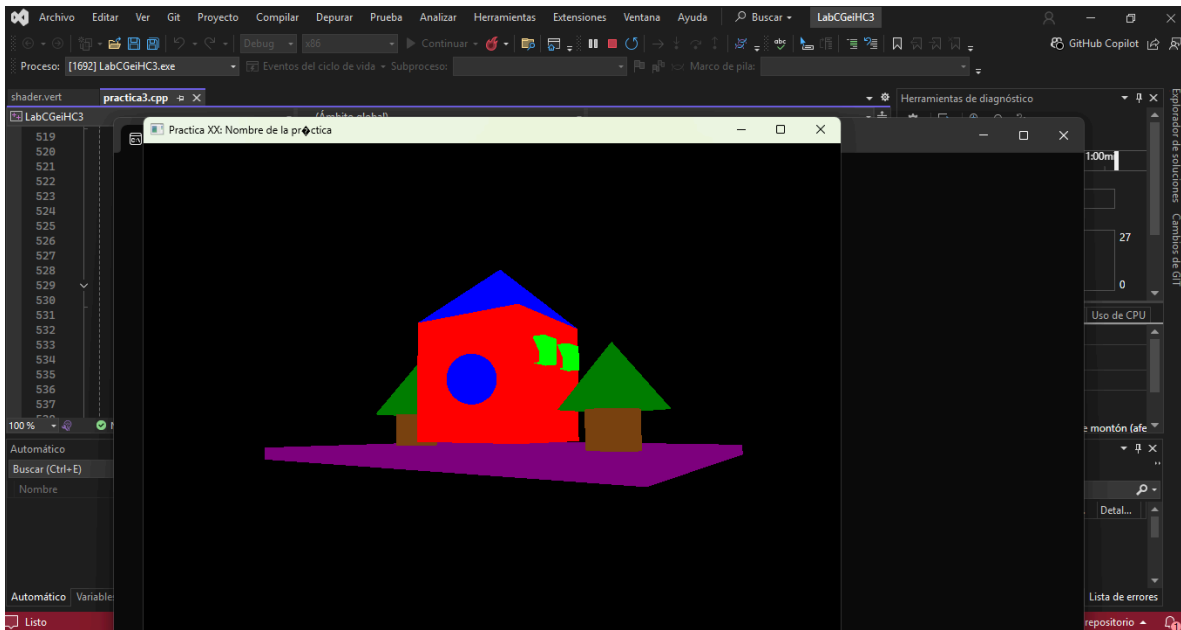 Archivo Editar Ver Git Proyecto Compilar Depurar Prueba Analizar Herramientas Extensiones Ventana Ayuda Buscar LabCGeiHC3
Debug x86 Continuar GitHub Copilot
Proceso: [1692] LabCGeiHC3.exe Eventos del ciclo de vida Subproceso: Marco de pila:
shader.vert practica3.cpp Herramientas de diagnóstico
LabCGeiHC3 (Ámbito global)
Practica XX: Nombre de la pr�ctica
519
520
521
522
523
524
525
526
527
528
529
530
531
532
533
534
535
536
537
1:00m
27
0
Uso de CPU
Explorador de soluciones
Cambios de GIT
100 %
e montón (afe
Automático
Buscar (Ctrl+E)
Nombre
Detal...
Automático Variable
Lista de errores
Listo
repositorio
1